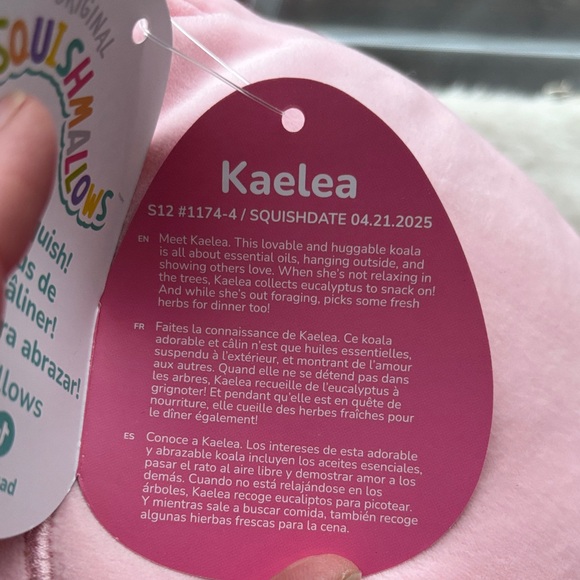 ORIGINAL
SQUISHMALLOWS
uish!
as de
âliner!
ra abrazar!
llows
ad
Kaelea
S12 #1174-4 / SQUISHDATE 04.21.2025
EN Meet Kaelea. This lovable and huggable koala
is all about essential oils, hanging outside, and
showing others love. When she's not relaxing in
the trees, Kaelea collects eucalyptus to snack on!
And while she's out foraging, picks some fresh
herbs for dinner too!
FR Faites la connaissance de Kaelea. Ce koala
adorable et câlin n'est que huiles essentielles,
suspendu à l'extérieur, et montrant de l'amour
aux autres. Quand elle ne se détend pas dans
les arbres, Kaelea recueille de l'eucalyptus à
grignoter! Et pendant qu'elle est en quête de
nourriture, elle cueille des herbes fraîches pour
le dîner également!
ES Conoce a Kaelea. Los intereses de esta adorable
y abrazable koala incluyen los aceites esenciales,
pasar el rato al aire libre y demostrar amor a los
demás. Cuando no está relajándose en los
árboles, Kaelea recoge eucaliptos para picotear.
Y mientras sale a buscar comida, también recoge
algunas hierbas frescas para la cena.